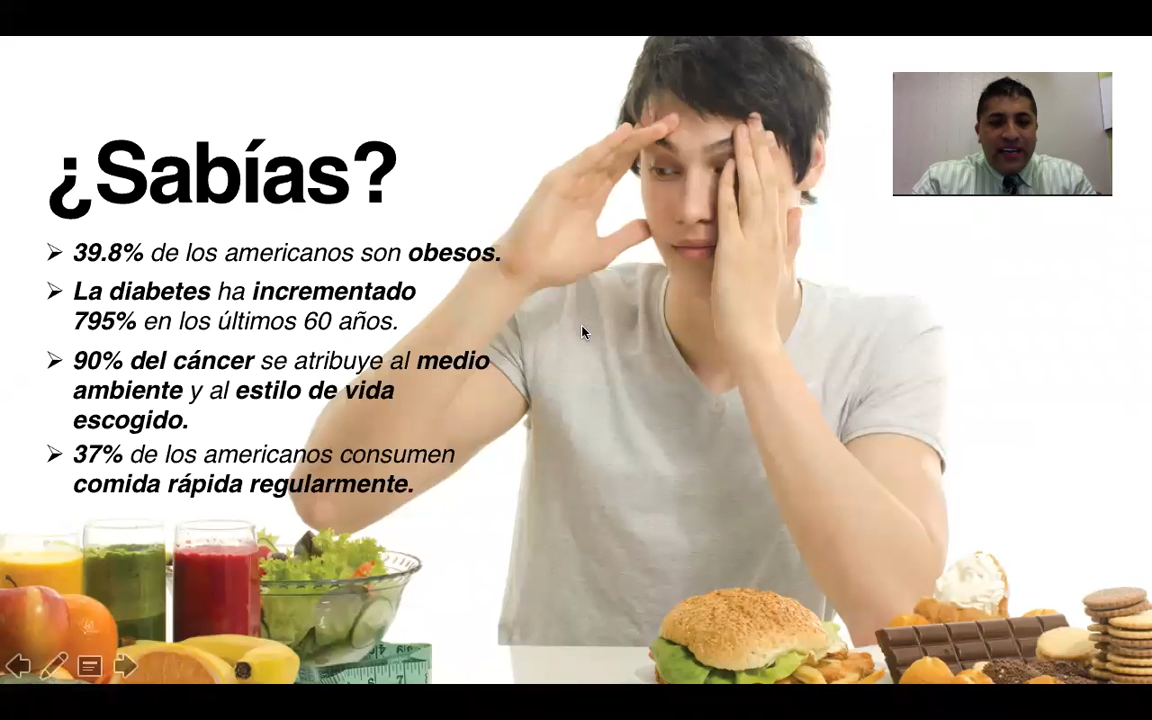 ¿Sabías?
39.8% de los americanos son obesos.
La diabetes ha incrementado
795% en los últimos 60 años.
90% del cáncer se atribuye al medio
ambiente y al estilo de vida
escogido.
37% de los americanos consumen
comida rápida regularmente.